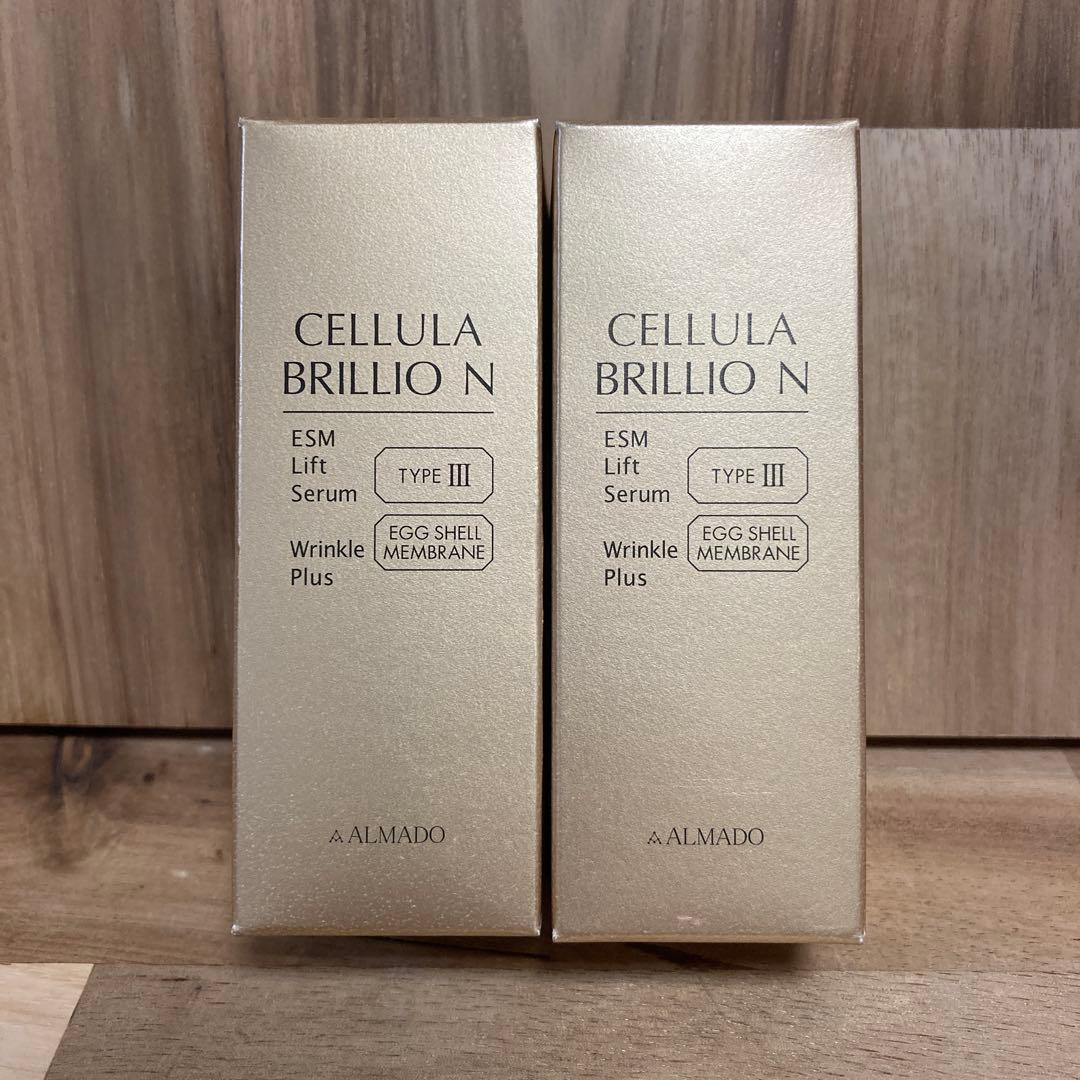 CELLULA
BRILLIO N
ESM
Lift
Serum
TYPE III
Wrinkle
Plus
EGG SHELL
MEMBRANE
ALMADO
CELLULA
BRILLIO N
ESM
Lift
Serum
TYPE III
Wrinkle
Plus
EGG SHELL
MEMBRANE
ALMADO